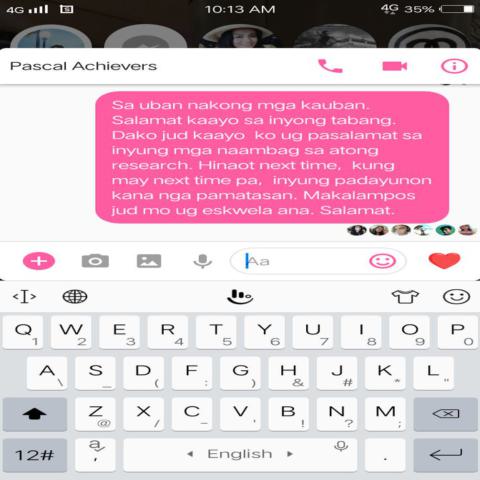 4G 10:13 AM 4G 35%
Pascal Achievers
Sa uban nakong mga kauban.
Salamat kaayo sa inyong tabang.
Dako jud kaayo ko ug pasalamat sa
inyung mga naambag sa atong
research. Hinaot next time, kung
may next time pa, inyung padayunon
kana nga pamatasan. Makalampos
jud mo ug eskwela ana. Salamat.
Aa
Q W E R T Y U I O P
1 2 3 4 5 6 7 8 9 0
A S D F G H J K L
\ _ ( : ) & # * "
Z X C V B N M
@ / - ' ! ? ;
12# a , English .